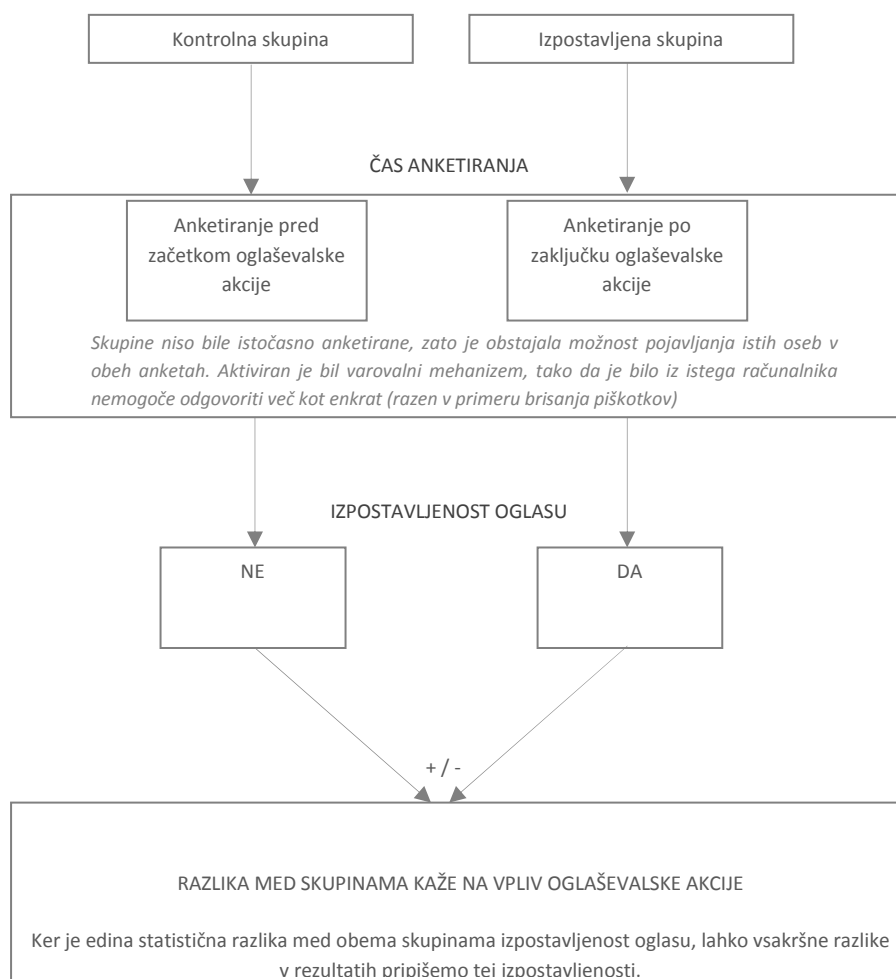 Kontrolna skupina
Izpostavljena skupina
ČAS ANKETIRANJA
Anketiranje pred
začetkom oglaševalske
akcije
Anketiranje po
zaključku oglaševalske
akcije
Skupine niso bile istočasno anketirane, zato je obstajala možnost pojavljanja istih oseb v
obeh anketah. Aktiviran je bil varovalni mehanizem, tako da je bilo iz istega računalnika
nemogoče odgovoriti več kot enkrat (razen v primeru brisanja piškotkov)
IZPOSTAVLJENOST OGLASU
NE
DA
+ / -
RAZLIKA MED SKUPINAMA KAŽE NA VPLIV OGLAŠEVALSKE AKCIJE
Ker je edina statistična razlika med obema skupinama izpostavljenost oglasu, lahko vsakršne razlike
v rezultatih pripišemo tej izpostavljenosti.